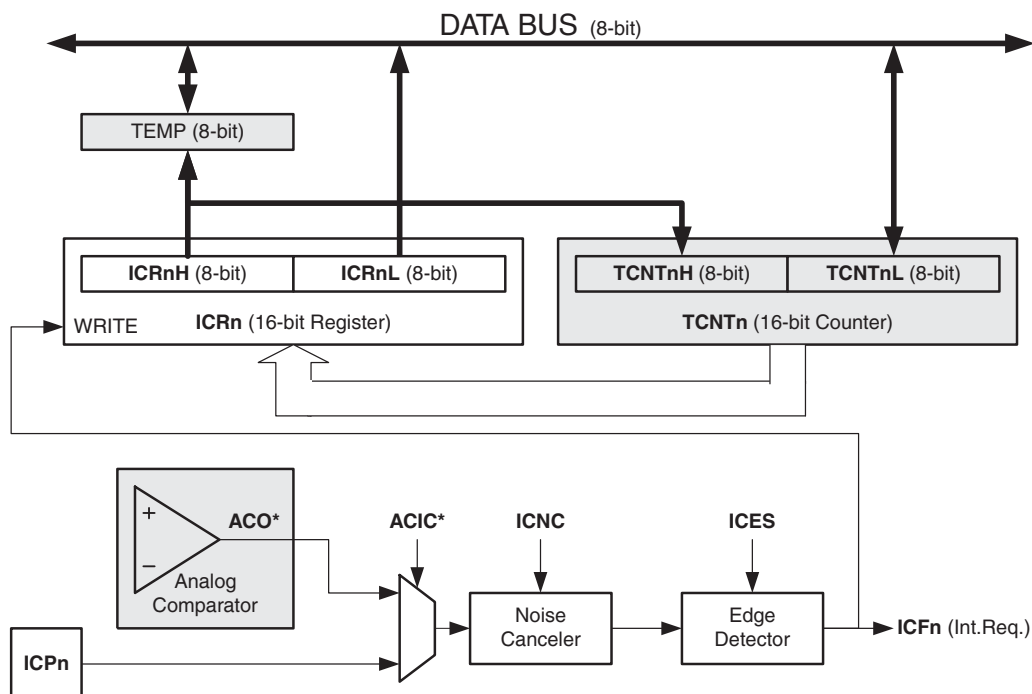 DATA BUS (8-bit)
TEMP (8-bit)
ICRnH (8-bit)
ICRnL (8-bit)
TCNTnH (8-bit)
TCNTnL (8-bit)
WRITE
ICRn (16-bit Register)
TCNTn (16-bit Counter)
+
−
ACO*
Analog
Comparator
ACIC*
ICNC
ICES
Noise
Canceler
Edge
Detector
ICFn (Int.Req.)
ICPn